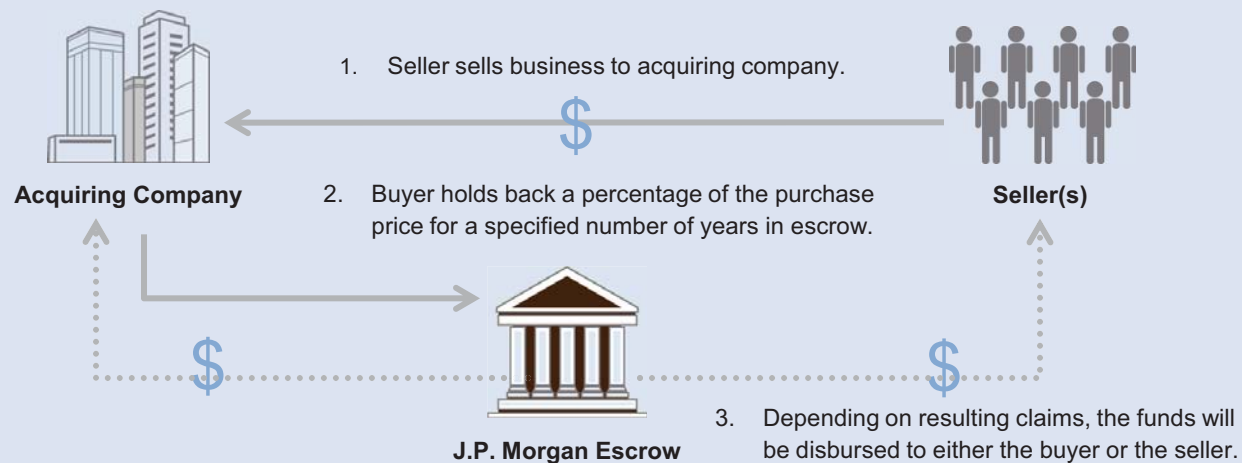 1. Seller sells business to acquiring company.
$
Acquiring Company
2. Buyer holds back a percentage of the purchase
price for a specified number of years in escrow.
Seller(s)
$
$
3. Depending on resulting claims, the funds will
be disbursed to either the buyer or the seller.
J.P. Morgan Escrow